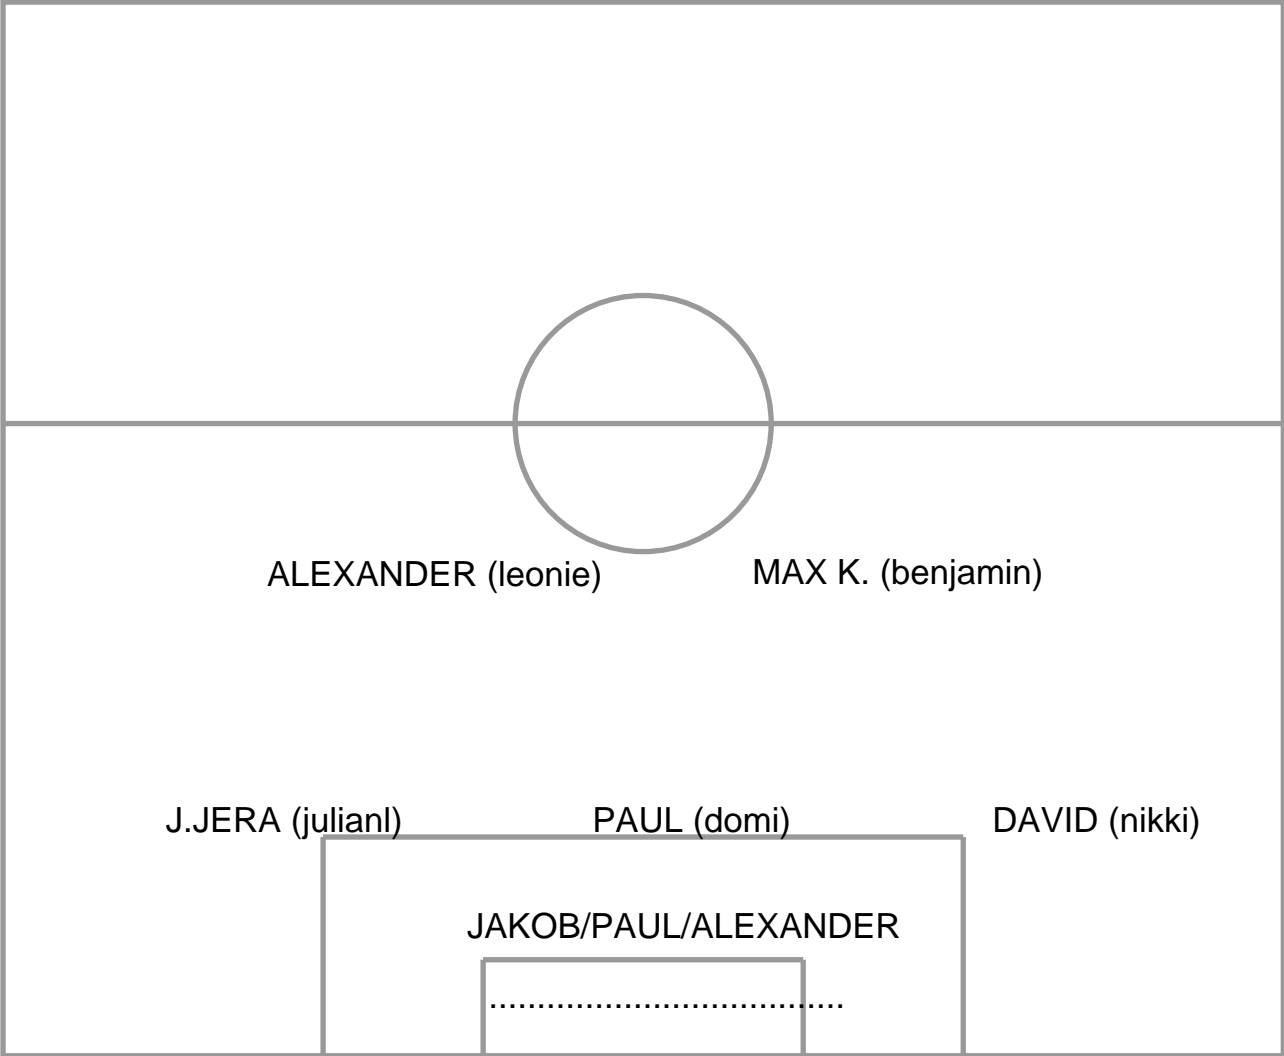 ALEXANDER (leonie) MAX K. (benjamin)
J.JERA (julianl) PAUL (domi) DAVID (nikki)
JAKOB/PAUL/ALEXANDER
.....................................